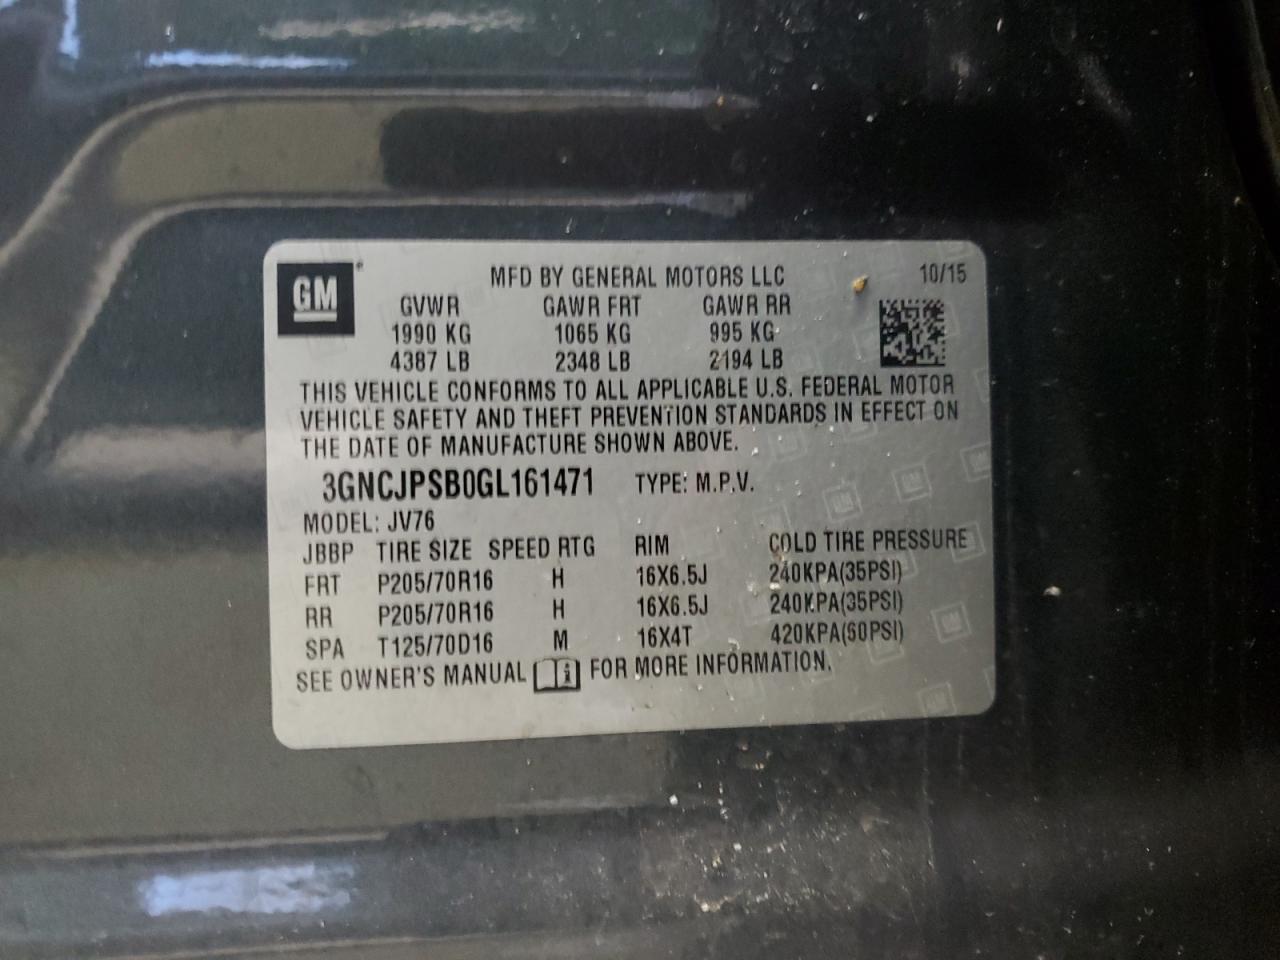 GM
MFD BY GENERAL MOTORS LLC 10/15
GVWR GAWR FRT GAWR RR
1990 KG 1065 KG 995 KG
4387 LB 2348 LB 2194 LB
THIS VEHICLE CONFORMS TO ALL APPLICABLE U.S. FEDERAL MOTOR
VEHICLE SAFETY AND THEFT PREVENTION STANDARDS IN EFFECT ON
THE DATE OF MANUFACTURE SHOWN ABOVE.
3GNCJPSB0GL161471 TYPE: M.P.V.
MODEL: JV76
JBBP TIRE SIZE SPEED RTG RIM COLD TIRE PRESSURE
FRT P205/70R16 H 16X6.5J 240KPA(35PSI)
RR P205/70R16 H 16X6.5J 240KPA(35PSI)
SPA T125/70D16 M 16X4T 420KPA(60PSI)
SEE OWNER'S MANUAL i FOR MORE INFORMATION.